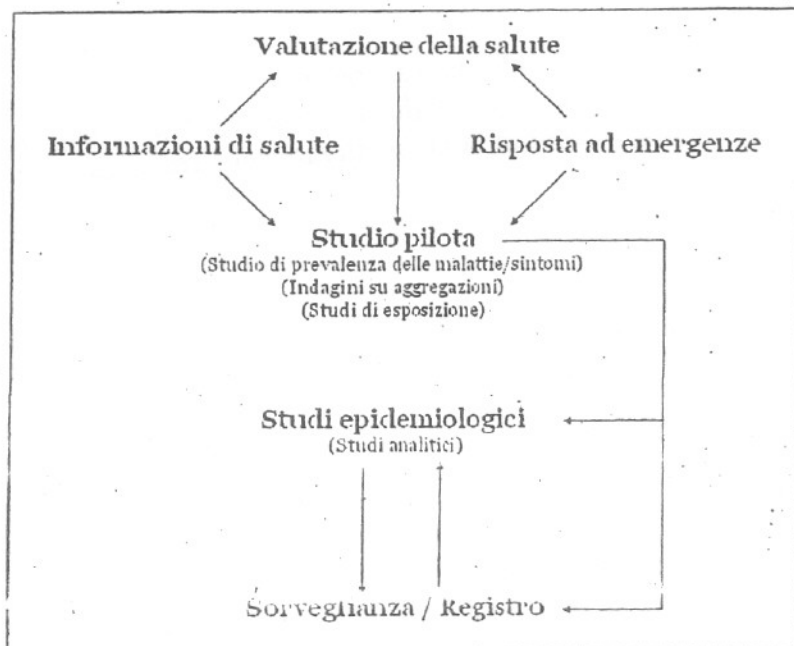 Valutazione della salute
Informazioni di salute
Risposta ad emergenze
Studio pilota
(Studio di prevalenza delle malattie/sintomi)
(Indagini su aggregazioni)
(Studi di esposizione)
Studi epidemiologici
(Studi analitici)
Sorveglianza / Registro